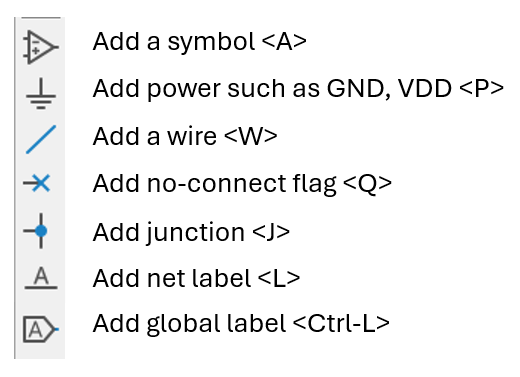 Add a symbol <A>
Add power such as GND, VDD <P>
Add a wire <W>
Add no-connect flag <Q>
Add junction <J>
A
Add net label <L>
A
Add global label <Ctrl-L>